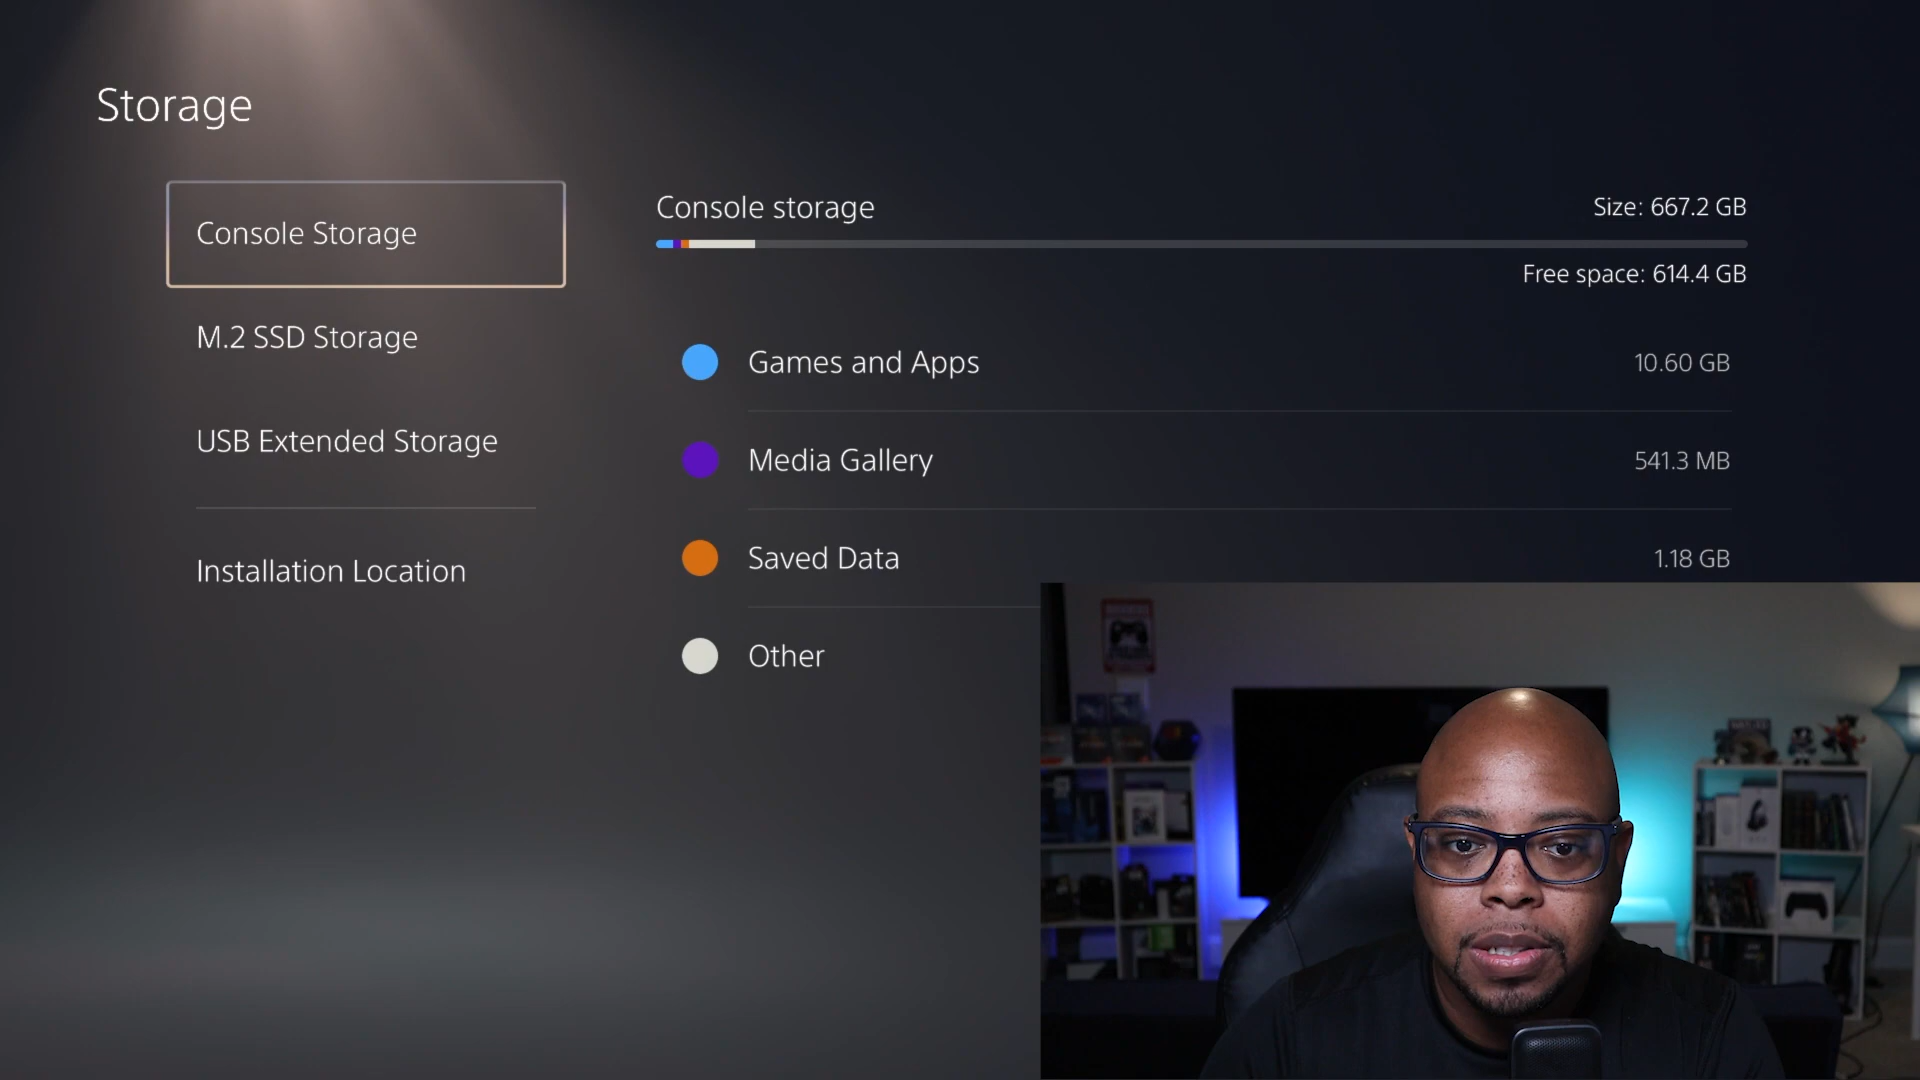 Storage
Console Storage
M.2 SSD Storage
USB Extended Storage
Installation Location
Console storage
Size: 667.2 GB
Free space: 614.4 GB
Games and Apps
10.60 GB
Media Gallery
541.3 MB
Saved Data
1.18 GB
Other